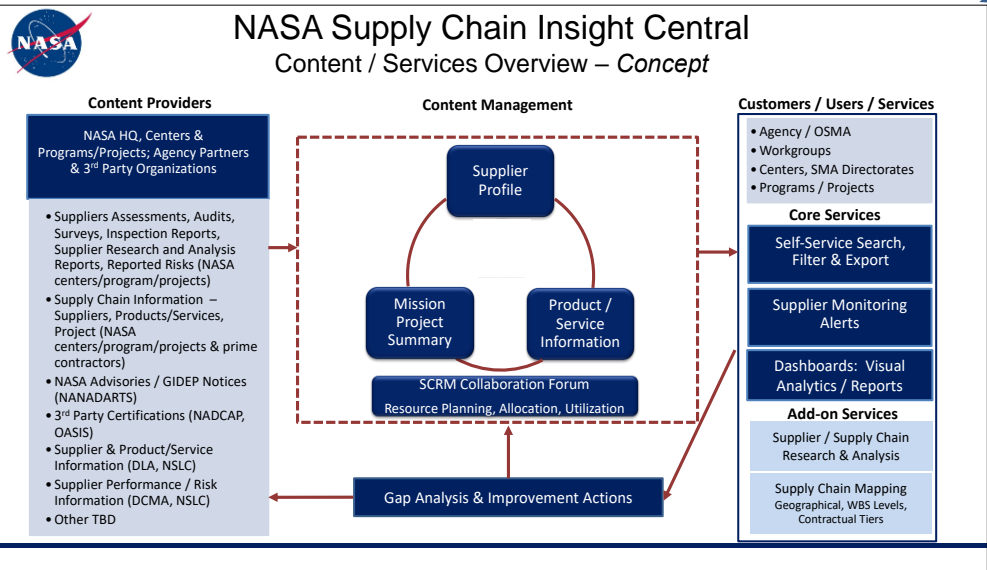 NASA
NASA Supply Chain Insight Central
Content / Services Overview – Concept
Content Providers
NASA HQ, Centers &
Programs/Projects; Agency Partners
& 3rd Party Organizations
• Suppliers Assessments, Audits,
Surveys, Inspection Reports,
Supplier Research and Analysis
Reports, Reported Risks (NASA
centers/program/projects)
• Supply Chain Information –
Suppliers, Products/Services,
Project (NASA
centers/program/projects & prime
contractors)
• NASA Advisories / GIDEP Notices
(NANADARTS)
• 3rd Party Certifications (NADCAP,
OASIS)
• Supplier & Product/Service
Information (DLA, NSLC)
• Supplier Performance / Risk
Information (DCMA, NSLC)
• Other TBD
Content Management
Supplier
Profile
Mission
Project
Summary
Product /
Service
Information
SCRM Collaboration Forum
Resource Planning, Allocation, Utilization
Gap Analysis & Improvement Actions
Customers / Users / Services
• Agency / OSMA
• Workgroups
• Centers, SMA Directorates
• Programs / Projects
Core Services
Self-Service Search,
Filter & Export
Supplier Monitoring
Alerts
Dashboards: Visual
Analytics / Reports
Add-on Services
Supplier / Supply Chain
Research & Analysis
Supply Chain Mapping
Geographical, WBS Levels,
Contractual Tiers